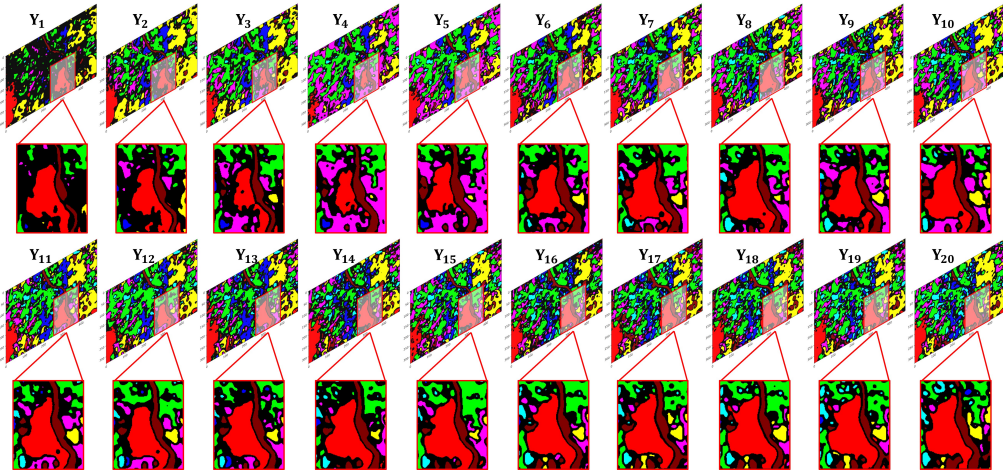 Y₁ Y₂ Y₃ Y₄ Y₅ Y₆ Y₇ Y₈ Y₉ Y₁₀
Y₁₁ Y₁₂ Y₁₃ Y₁₄ Y₁₅ Y₁₆ Y₁₇ Y₁₈ Y₁₉ Y₂₀